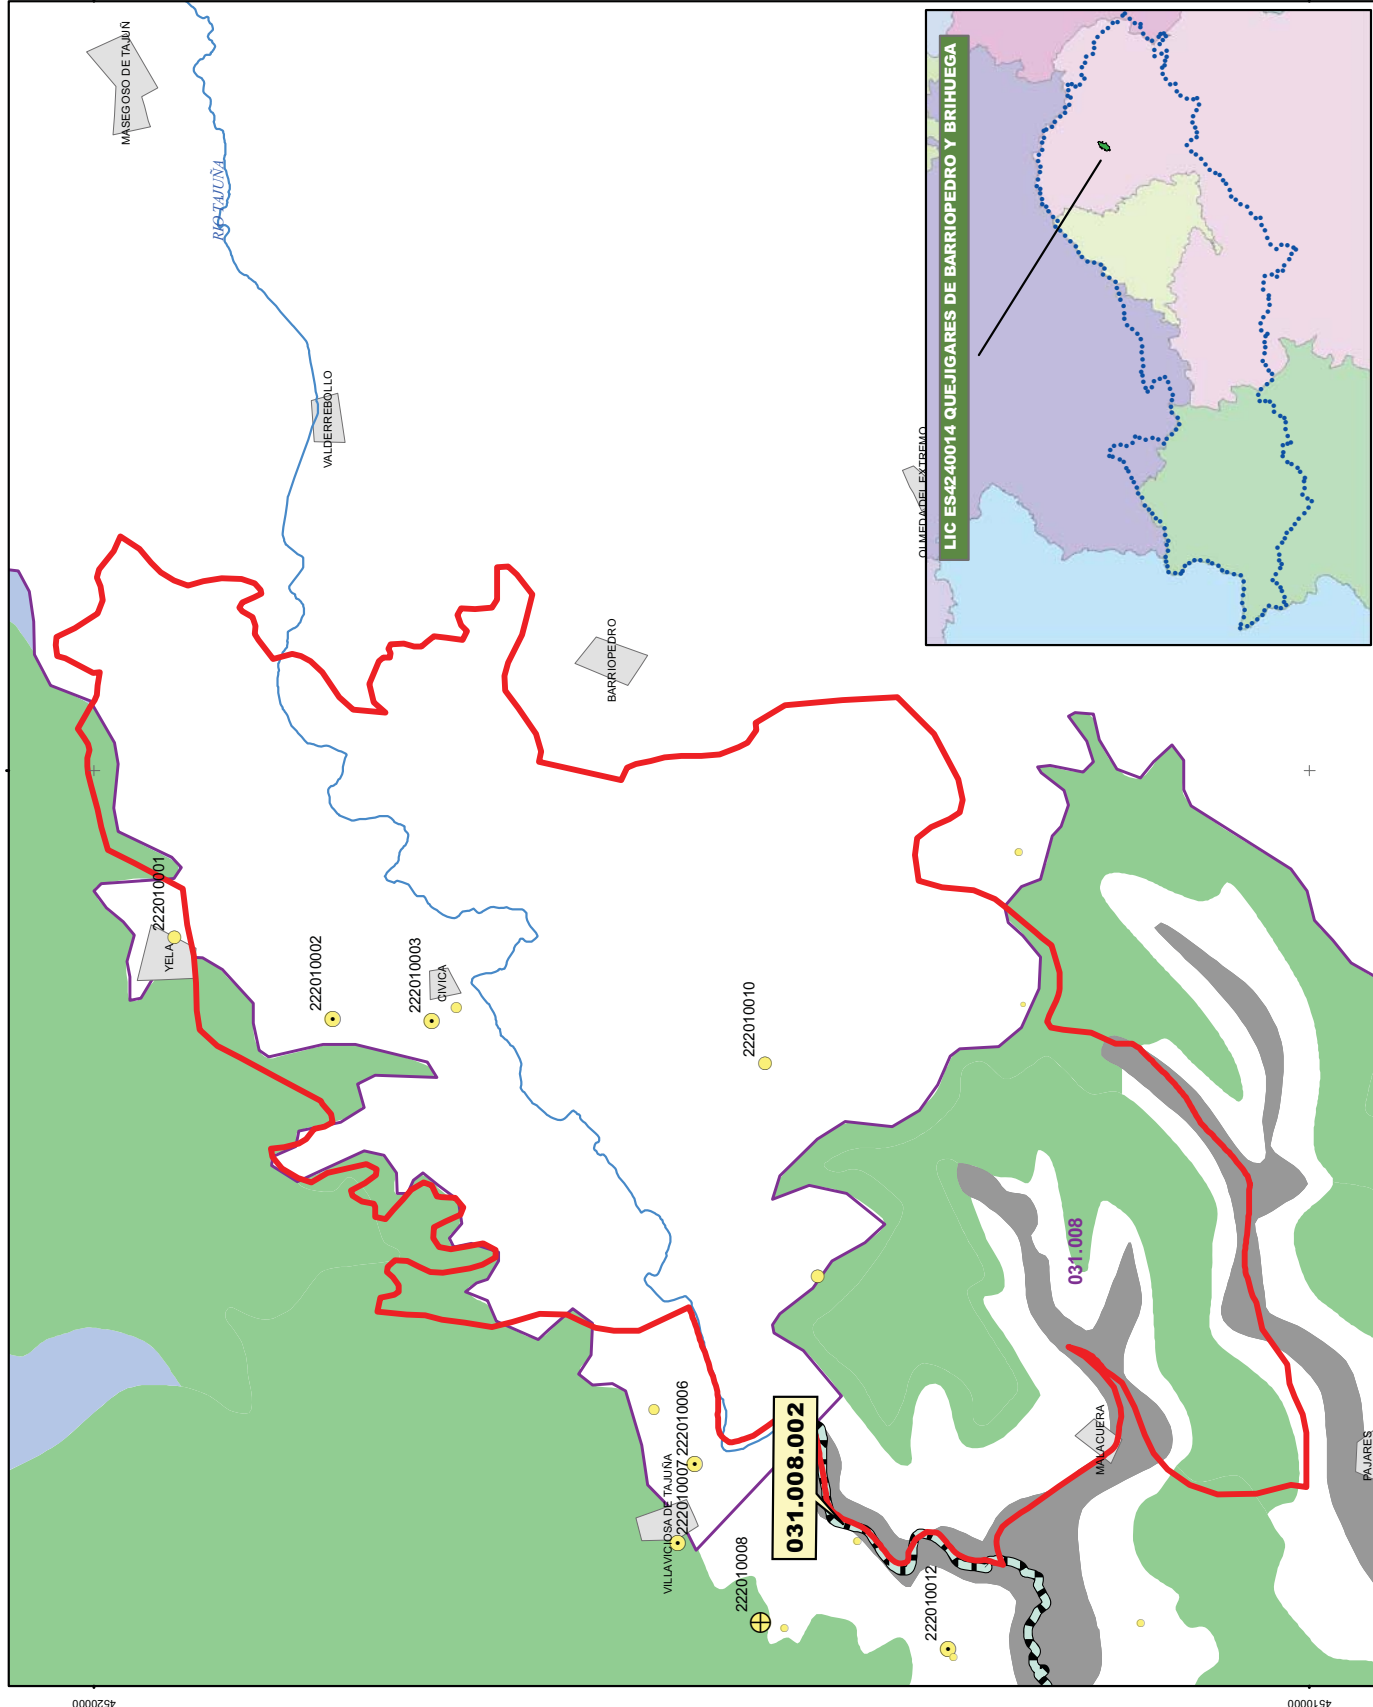 MASEGOSO DE TAJUÑ
RIO TAJUÑA
VALDERREBOLLO
OLMEDA DEL EXTREMO
LIC ES4240014 QUEJIGARES DE BARRIOPEDRO Y BRIHUEGA
BARRIOPEDRO
222010001
YELA
222010002
222010003
CIVICA
222010010
031.008
222010006
VILLAVICIOSA DE TAJUÑA
222010007
031.008.002
MALACUERA
PAJARES
222010008
222010012
4520000
4510000